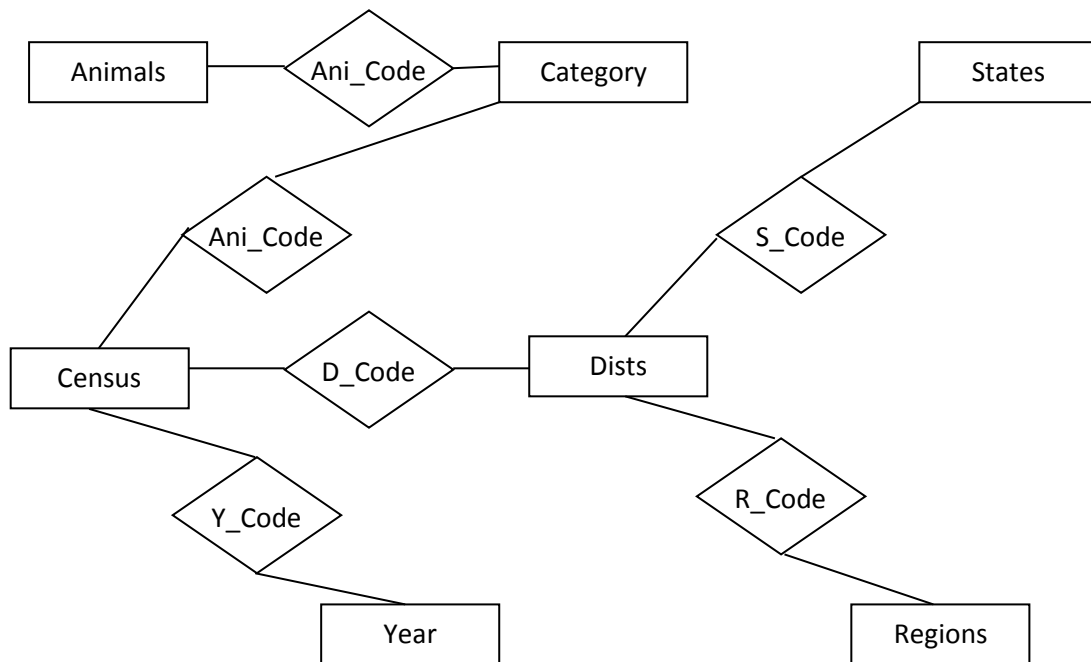 Animals
Ani_Code
Category
States
Ani_Code
S_Code
Census
D_Code
Dists
Y_Code
R_Code
Year
Regions